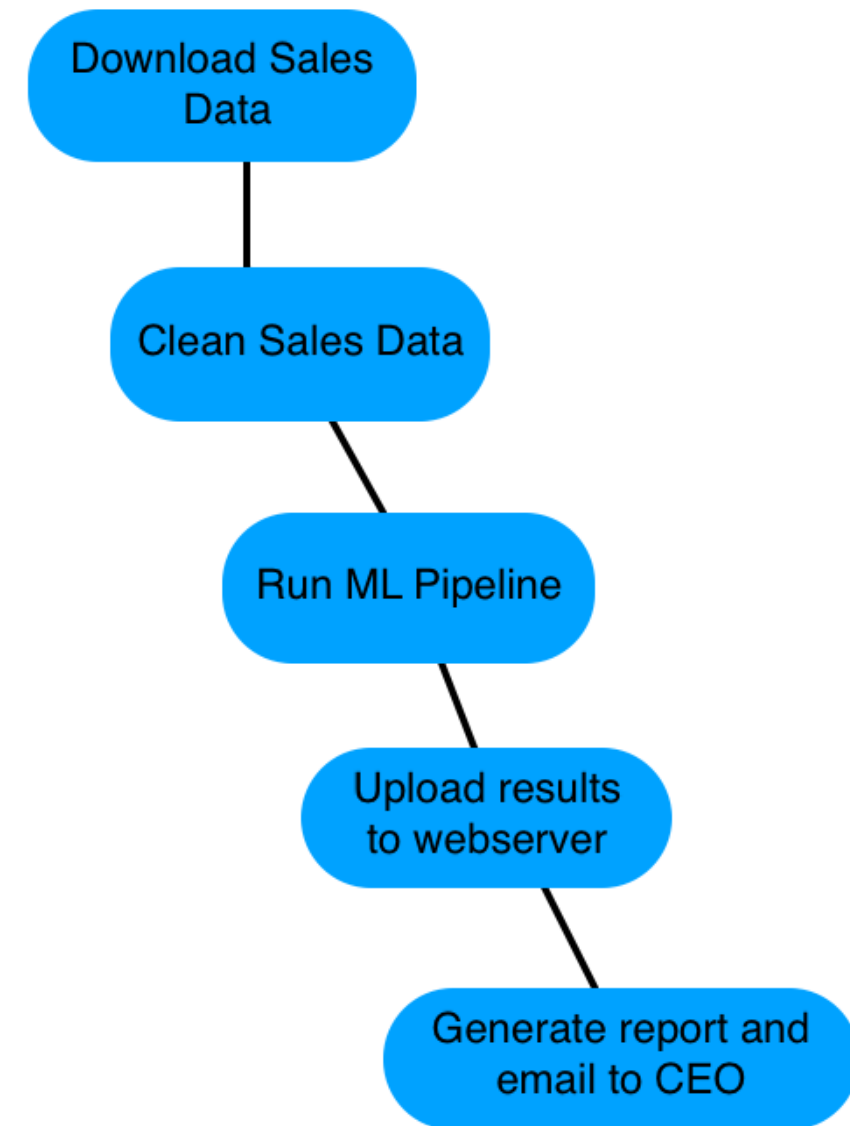 Download Sales
Data
Clean Sales Data
Run ML Pipeline
Upload results
to webserver
Generate report and
email to CEO